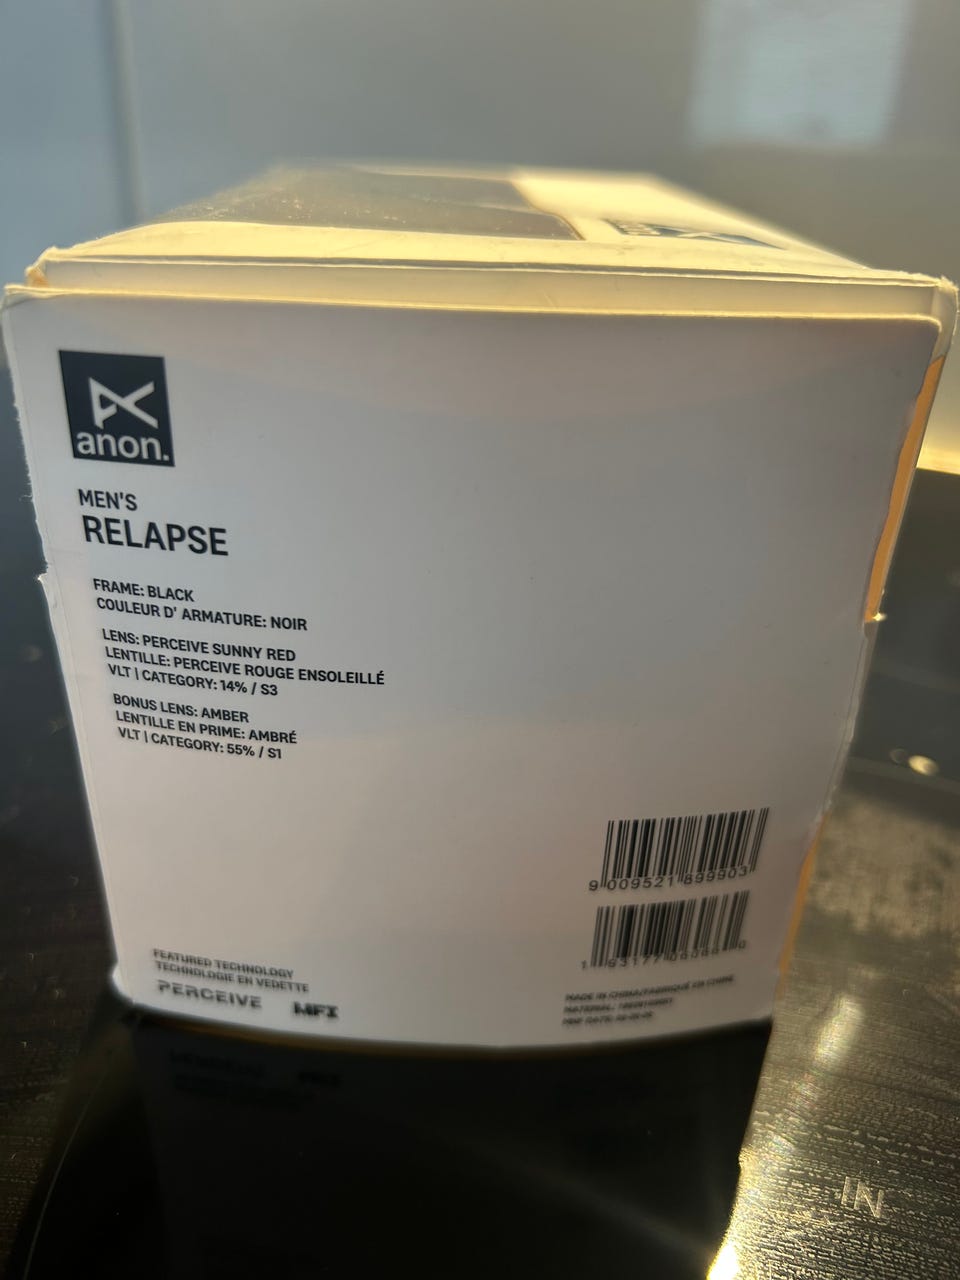 anon.
MEN'S
RELAPSE
FRAME: BLACK
COULEUR D' ARMATURE: NOIR
LENS: PERCEIVE SUNNY RED
LENTILLE: PERCEIVE ROUGE ENSOLEILLÉ
VLT | CATEGORY: 14% / S3
BONUS LENS: AMBER
LENTILLE EN PRIME: AMBRÉ
VLT | CATEGORY: 55% / S1
9 009521 899903
FEATURED TECHNOLOGY
TECHNOLOGIE EN VEDETTE
PERCEIVE MFI
MADE IN CHINA/FABRIQUÉ EN CHINE
IN